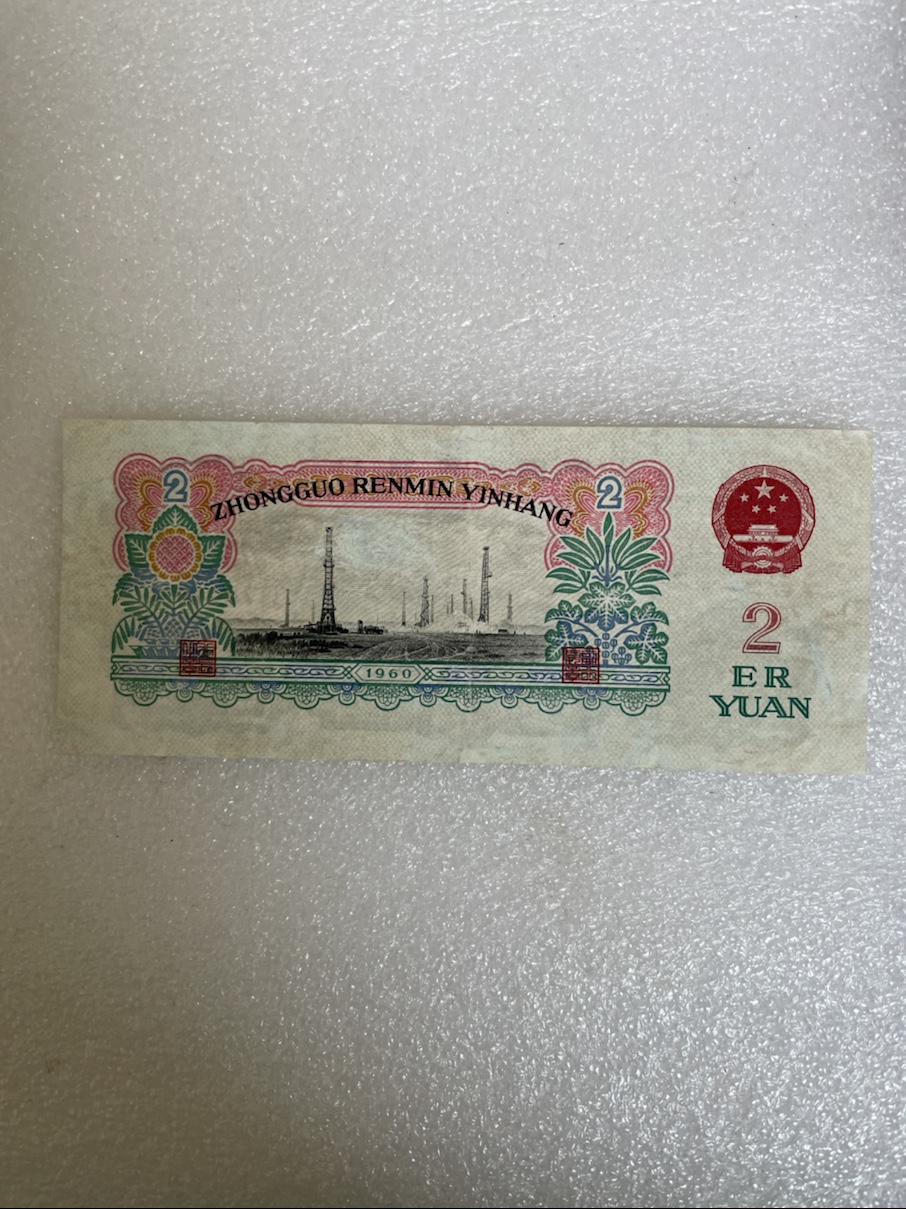 2
2
ZHONGGUO RENMIN YINHANG
1960
2
ER
YUAN